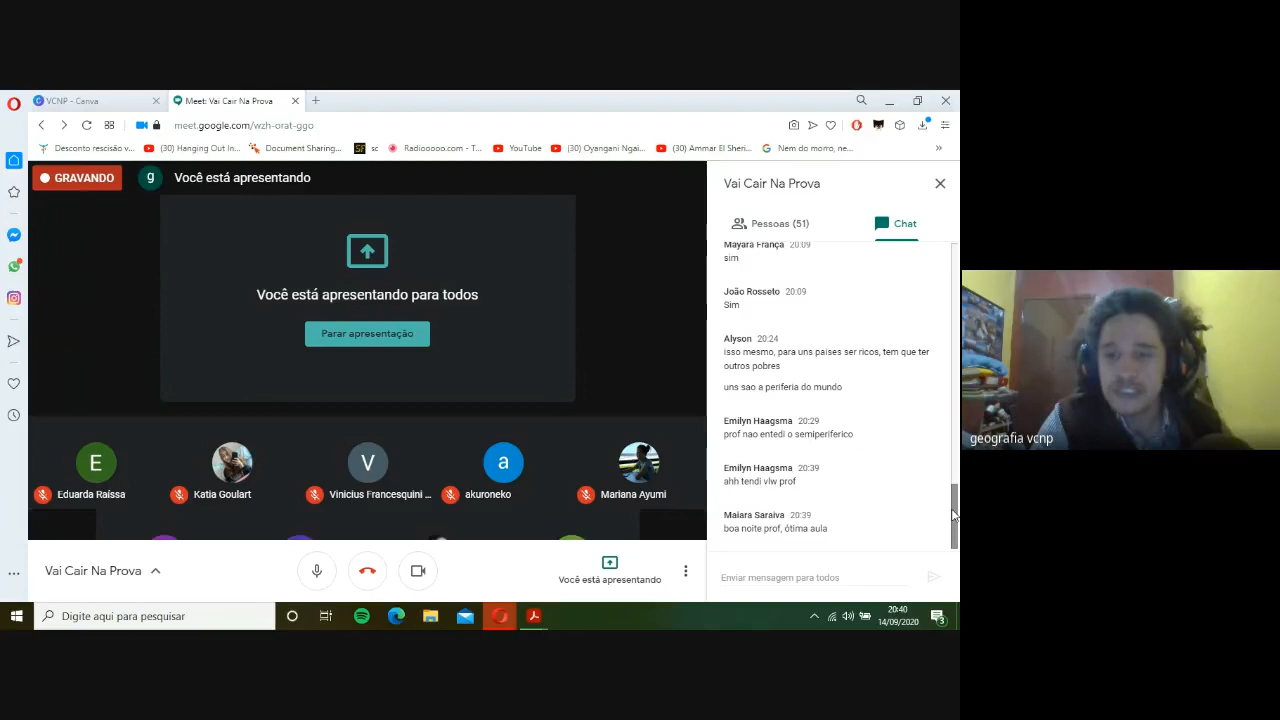 VCNP - Canva
Meet: Vai Cair Na Prova
meet.google.com/wzh-orat-ggo
Desconto rescisão v...
(30) Hanging Out In...
Document Sharing...
SF sc
Radiooooo.com - T...
YouTube
(30) Oyangani Ngai...
(30) Ammar El Sheri...
Nem do morro, ne...
GRAVANDO
g
Você está apresentando
Você está apresentando para todos
Parar apresentação
E
V
a
Eduarda Raíssa
Katia Goulart
Vinicius Francesquini ...
akuroneko
Mariana Ayumi
Vai Cair Na Prova
Você está apresentando
Vai Cair Na Prova
Pessoas (51)
Chat
Mayara França 20:09
sim
João Rosseto 20:09
Sim
Alyson 20:24
isso mesmo, para uns paises ser ricos, tem que ter
outros pobres
uns sao a periferia do mundo
Emilyn Haagsma 20:29
prof nao entedi o semiperiferico
Emilyn Haagsma 20:39
ahh tendi vlw prof
Maiara Saraiva 20:39
boa noite prof, ótima aula
Enviar mensagem para todos
geografia vcnp
Digite aqui para pesquisar
20:40
14/09/2020
3